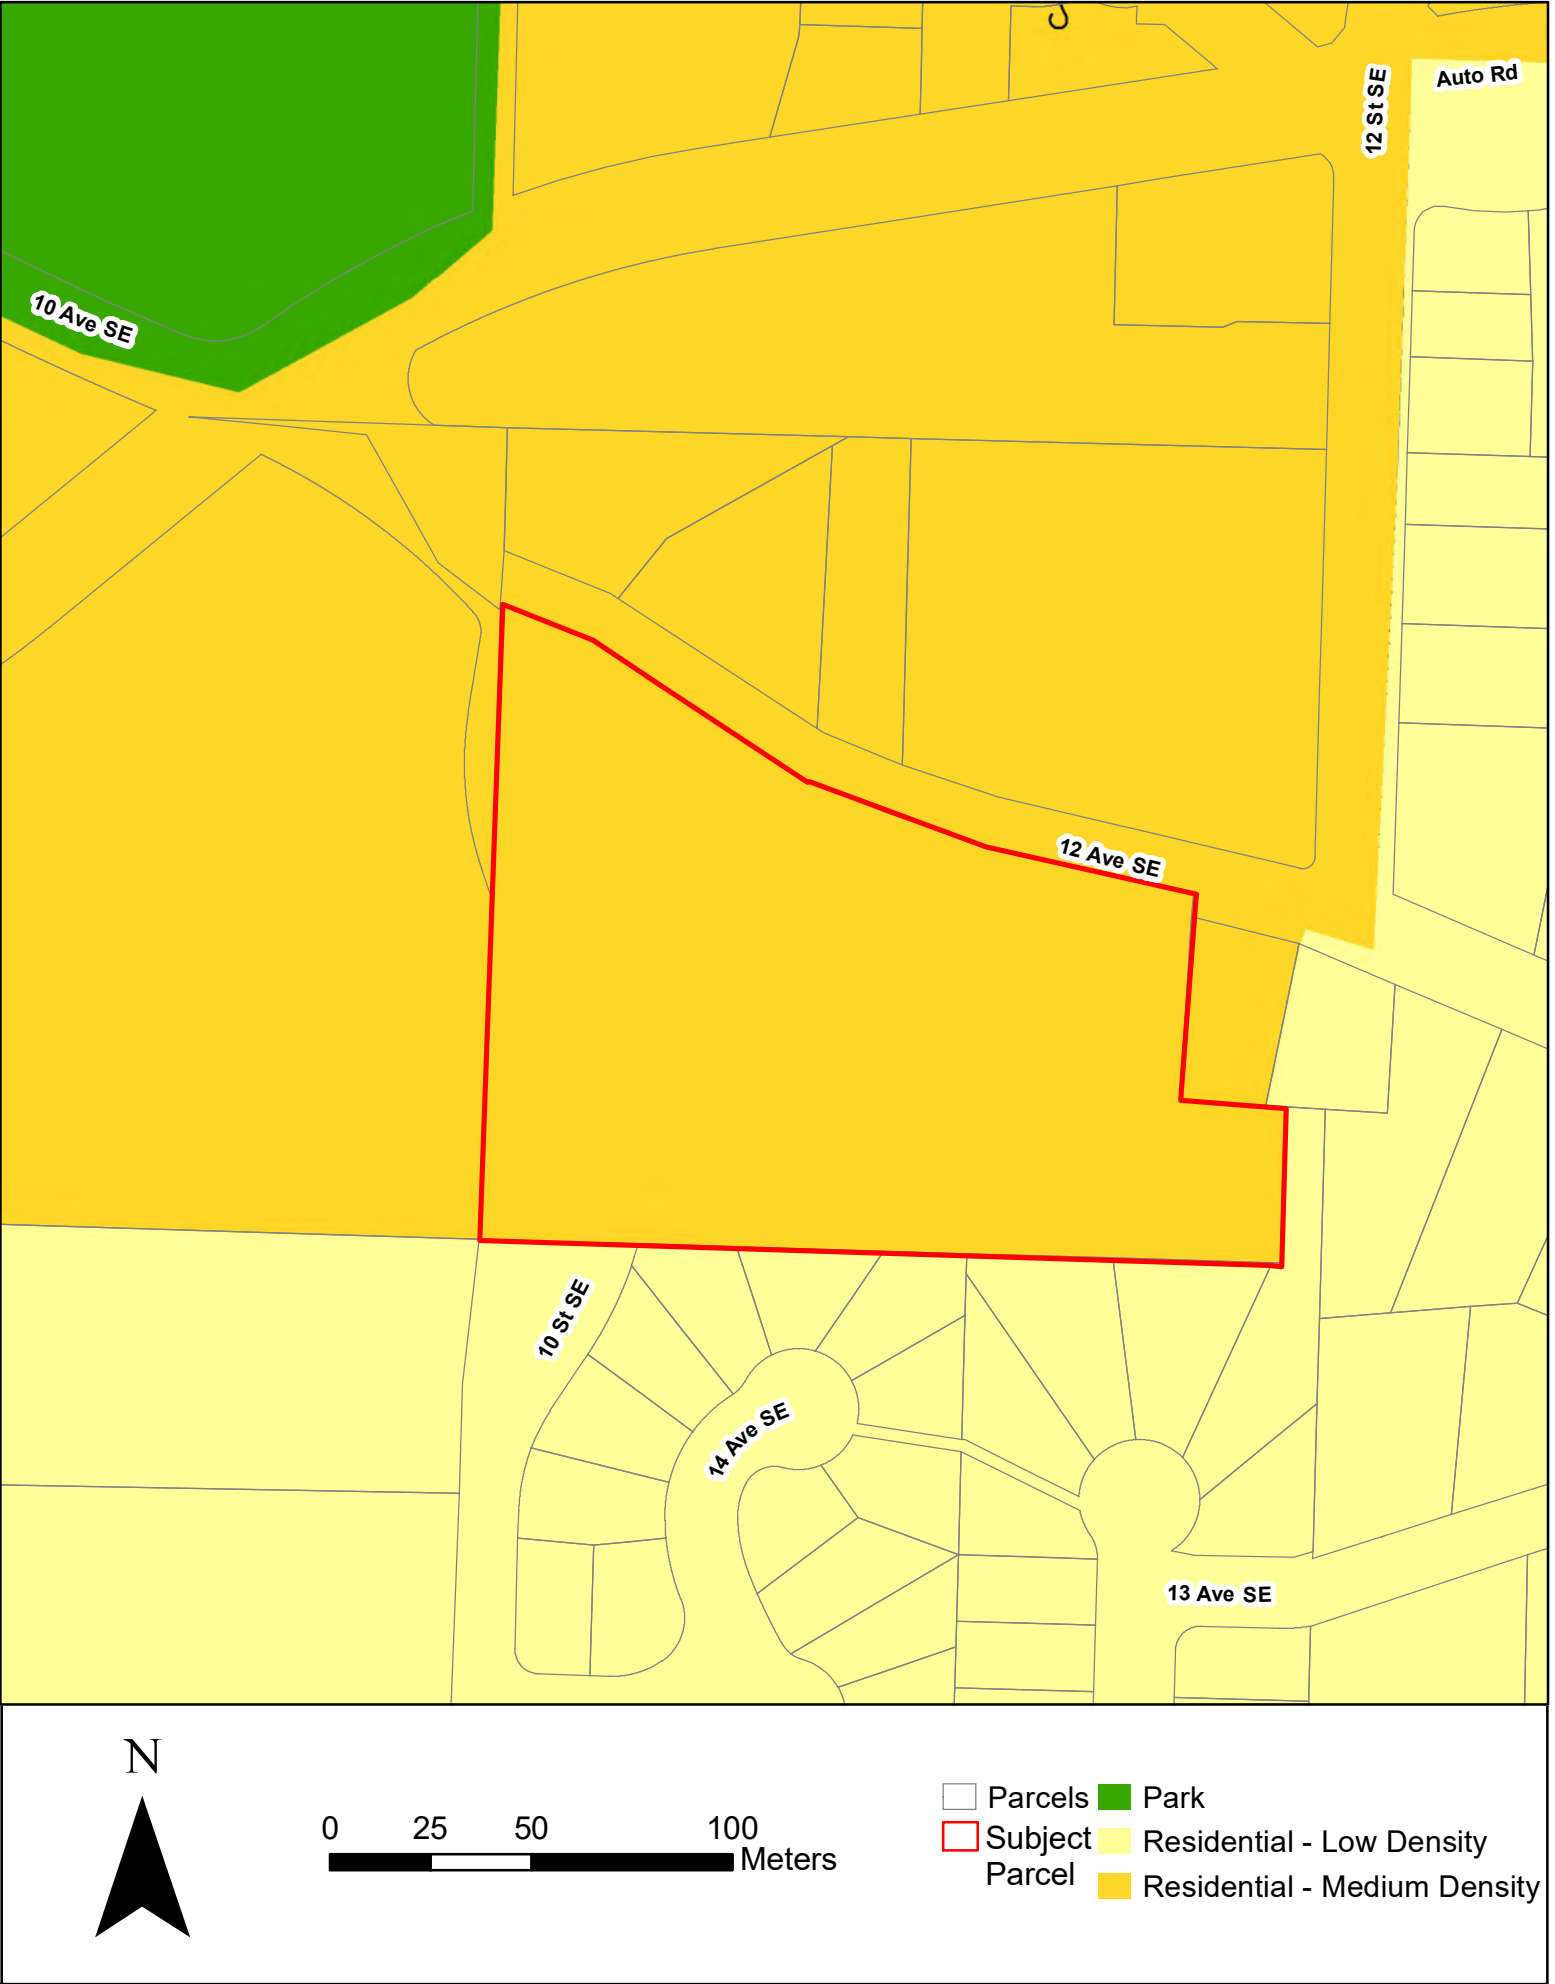 Auto Rd
12 St SE
10 Ave SE
12 Ave SE
10 St SE
14 Ave SE
13 Ave SE
N
0 25 50 100
Meters
Parcels
Subject
Parcel
Park
Residential - Low Density
Residential - Medium Density